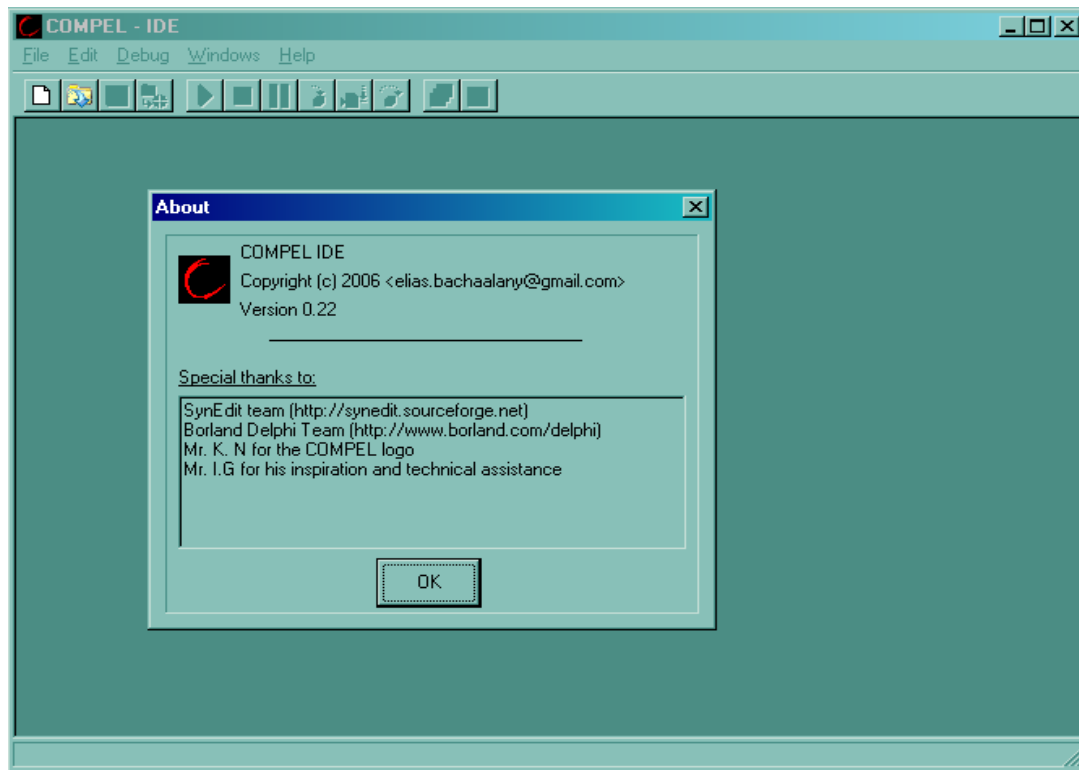 COMPEL - IDE
File Edit Debug Windows Help
About
COMPEL IDE
Copyright (c) 2006 <elias.bachaalany@gmail.com>
Version 0.22
Special thanks to:
SynEdit team (http://synedit.sourceforge.net)
Borland Delphi Team (http://www.borland.com/delphi)
Mr. K. N for the COMPEL logo
Mr. I.G for his inspiration and technical assistance
OK